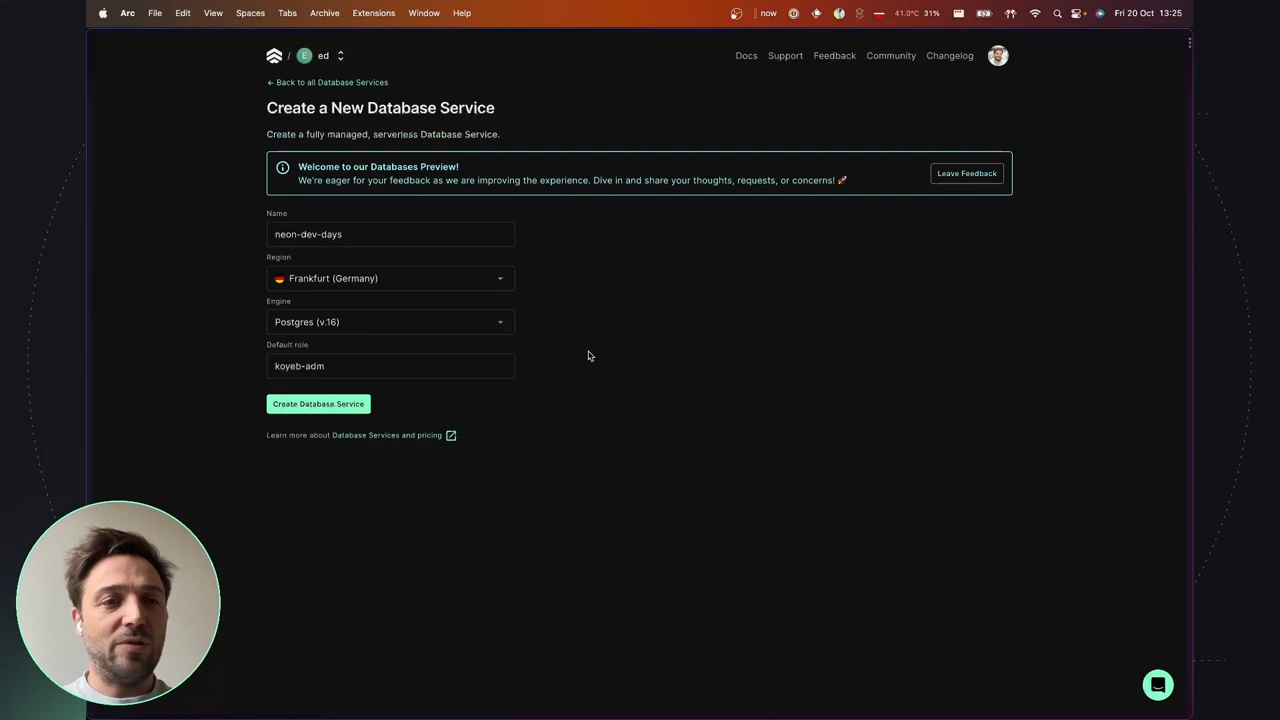 Arc File Edit View Spaces Tabs Archive Extensions Window Help now 41.0°C 31% Fri 20 Oct 13:25
/ E ed Docs Support Feedback Community Changelog
← Back to all Database Services
Create a New Database Service
Create a fully managed, serverless Database Service.
Welcome to our Databases Preview!
We're eager for your feedback as we are improving the experience. Dive in and share your thoughts, requests, or concerns! 🚀
Leave Feedback
Name
neon-dev-days
Region
Frankfurt (Germany)
Engine
Postgres (v.16)
Default role
koyeb-adm
Create Database Service
Learn more about Database Services and pricing